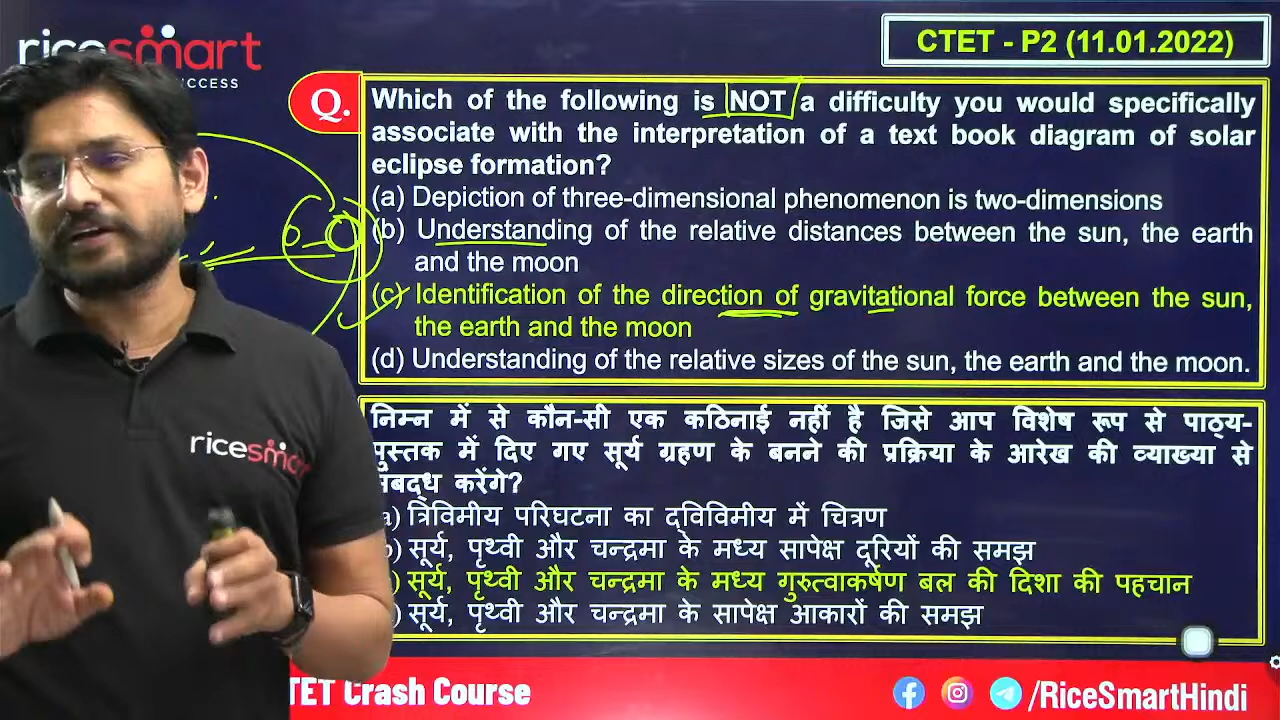 ricesmart
UCCESS
CTET - P2 (11.01.2022)
Q.
Which of the following is NOT a difficulty you would specifically
associate with the interpretation of a text book diagram of solar
eclipse formation?
(a) Depiction of three-dimensional phenomenon is two-dimensions
(b) Understanding of the relative distances between the sun, the earth
and the moon
(c) Identification of the direction of gravitational force between the sun,
the earth and the moon
(d) Understanding of the relative sizes of the sun, the earth and the moon.
निम्न में से कौन-सी एक कठिनाई नहीं है जिसे आप विशेष रूप से पाठ्य-
पुस्तक में दिए गए सूर्य ग्रहण के बनने की प्रक्रिया के आरेख की व्याख्या से
संबद्ध करेंगे?
a) त्रिविमीय परिघटना का द्विविमीय में चित्रण
) सूर्य, पृथ्वी और चन्द्रमा के मध्य सापेक्ष दूरियों की समझ
) सूर्य, पृथ्वी और चन्द्रमा के मध्य गुरुत्वाकर्षण बल की दिशा की पहचान
) सूर्य, पृथ्वी और चन्द्रमा के सापेक्ष आकारों की समझ
ricesmart
TET Crash Course
/RiceSmartHindi